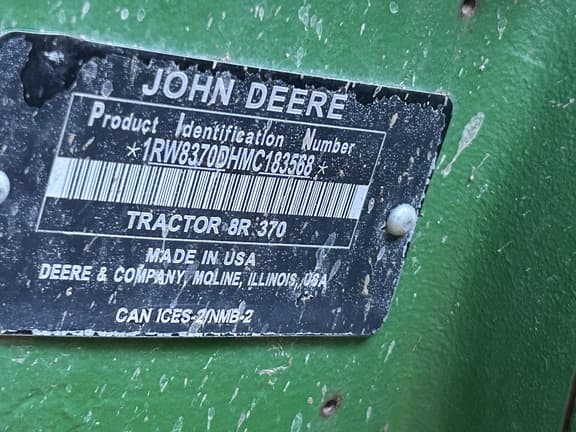 JOHN DEERE
Product Identification Number
*1RW8370DHMC183568*
TRACTOR 8R 370
MADE IN USA
DEERE & COMPANY, MOLINE, ILLINOIS, USA
CAN ICES-2/NMB-2